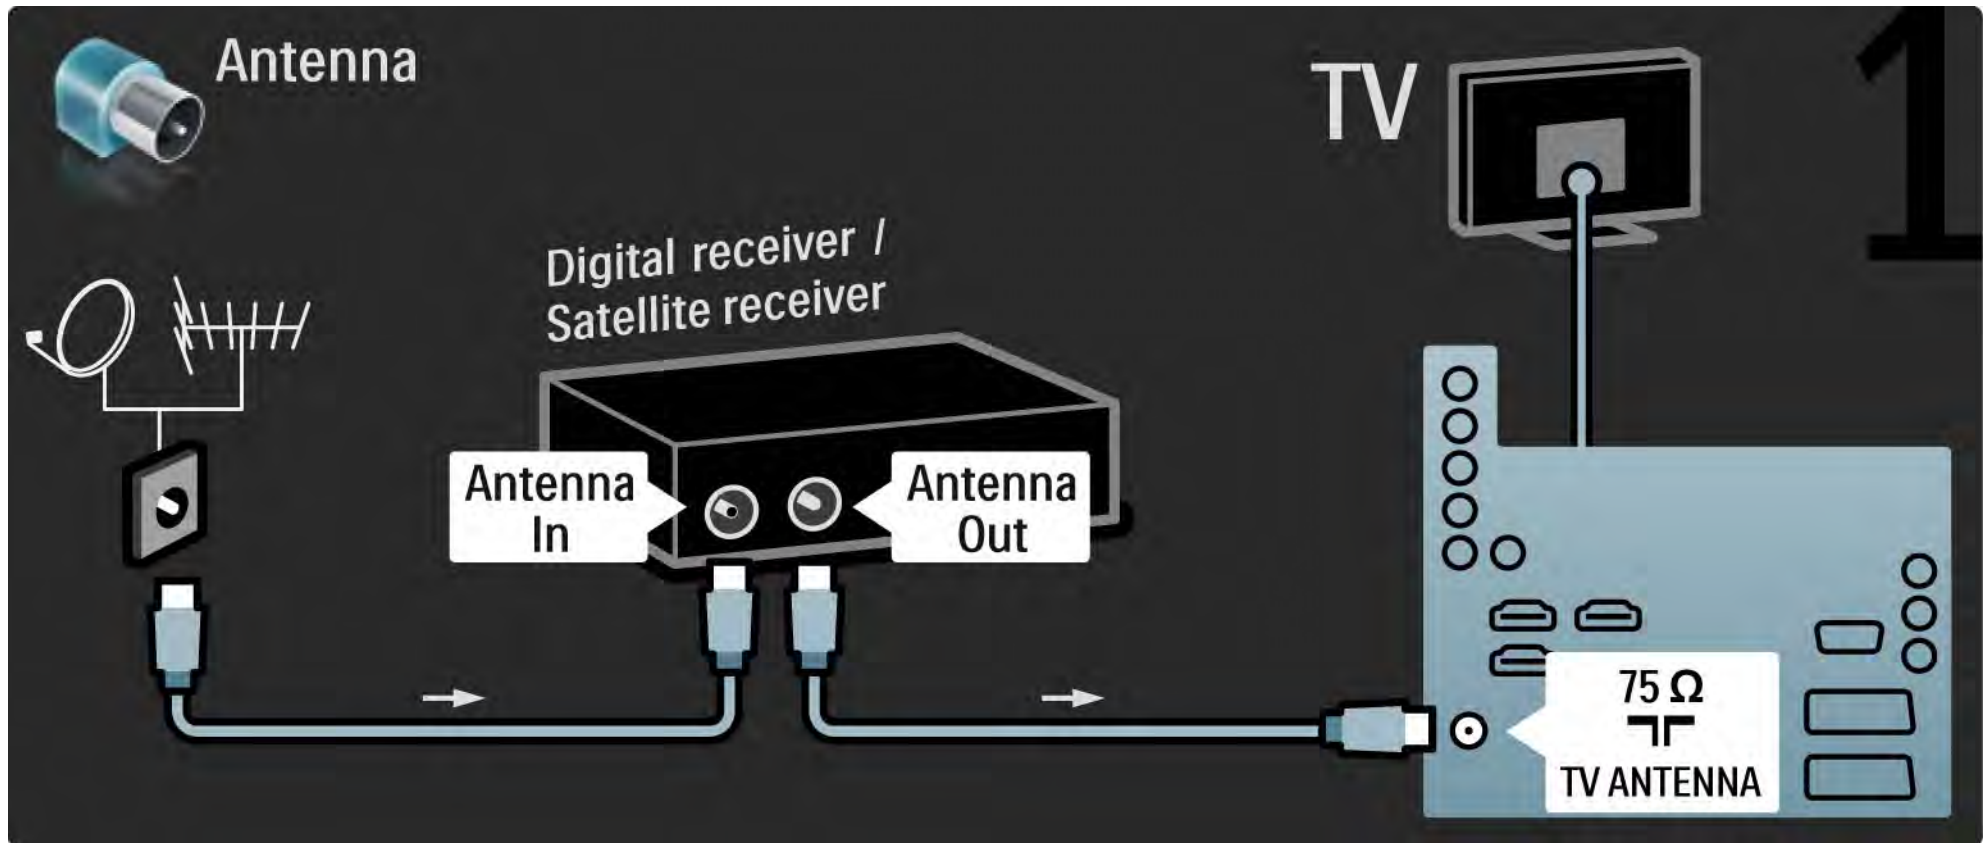 Antenna
TV
1
Digital receiver /
Satellite receiver
Antenna
In
Antenna
Out
75 Ω
TV ANTENNA